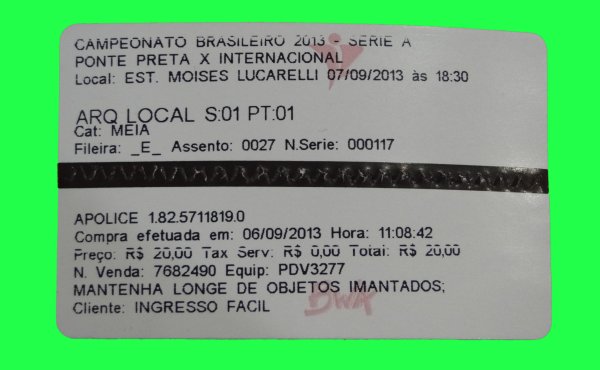 CAMPEONATO BRASILEIRO 2013 - SERIE A
PONTE PRETA X INTERNACIONAL
Local: EST. MOISES LUCARELLI 07/09/2013 às 18:30
ARQ LOCAL S:01 PT:01
Cat: MEIA
Fileira: _E_ Assento: 0027 N.Serie: 000117
APOLICE 1.82.5711819.0
Compra efetuada em: 06/09/2013 Hora: 11:08:42
Preço: R$ 20,00 Tax Serv: R$ 0,00 Total: R$ 20,00
N. Venda: 7682490 Equip: PDV3277
MANTENHA LONGE DE OBJETOS IMANTADOS;
Cliente: INGRESSO FACIL